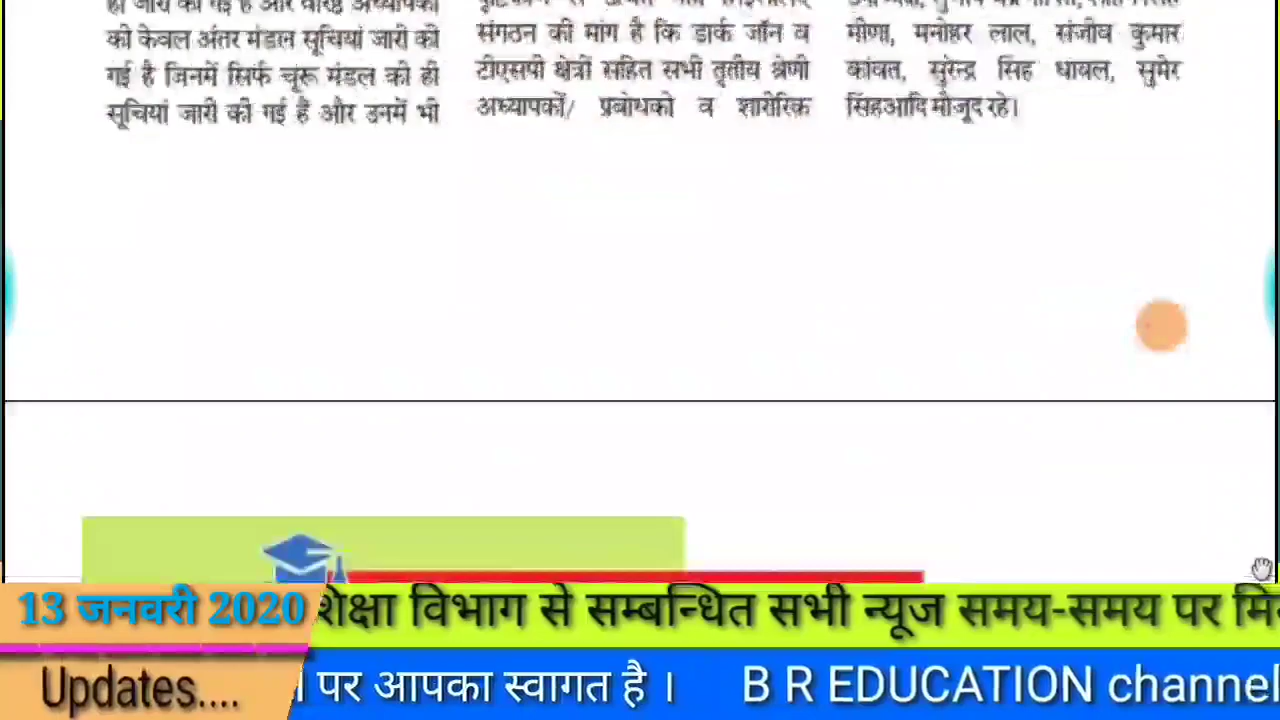 को केवल अंतर मंडल सूचियां जारी की
गई है जिनमें सिर्फ चूरू मंडल की ही
सूचियां जारी की गई हैं और उनमें भी
संगठन की मांग है कि डार्क जॉन व
टीएसपी क्षेत्रों सहित सभी तृतीय श्रेणी
अध्यापकों/ प्रबोधको व शारीरिक
मीणा, मनोहर लाल, संजीव कुमार
कांवत, सुरेन्द्र सिंह धायल, सुमेर
सिंहआदि मौजूद रहे।
13 जनवरी 2020
शिक्षा विभाग से सम्बन्धित सभी न्यूज समय-समय पर
Updates....
पर आपका स्वागत है । B R EDUCATION channel